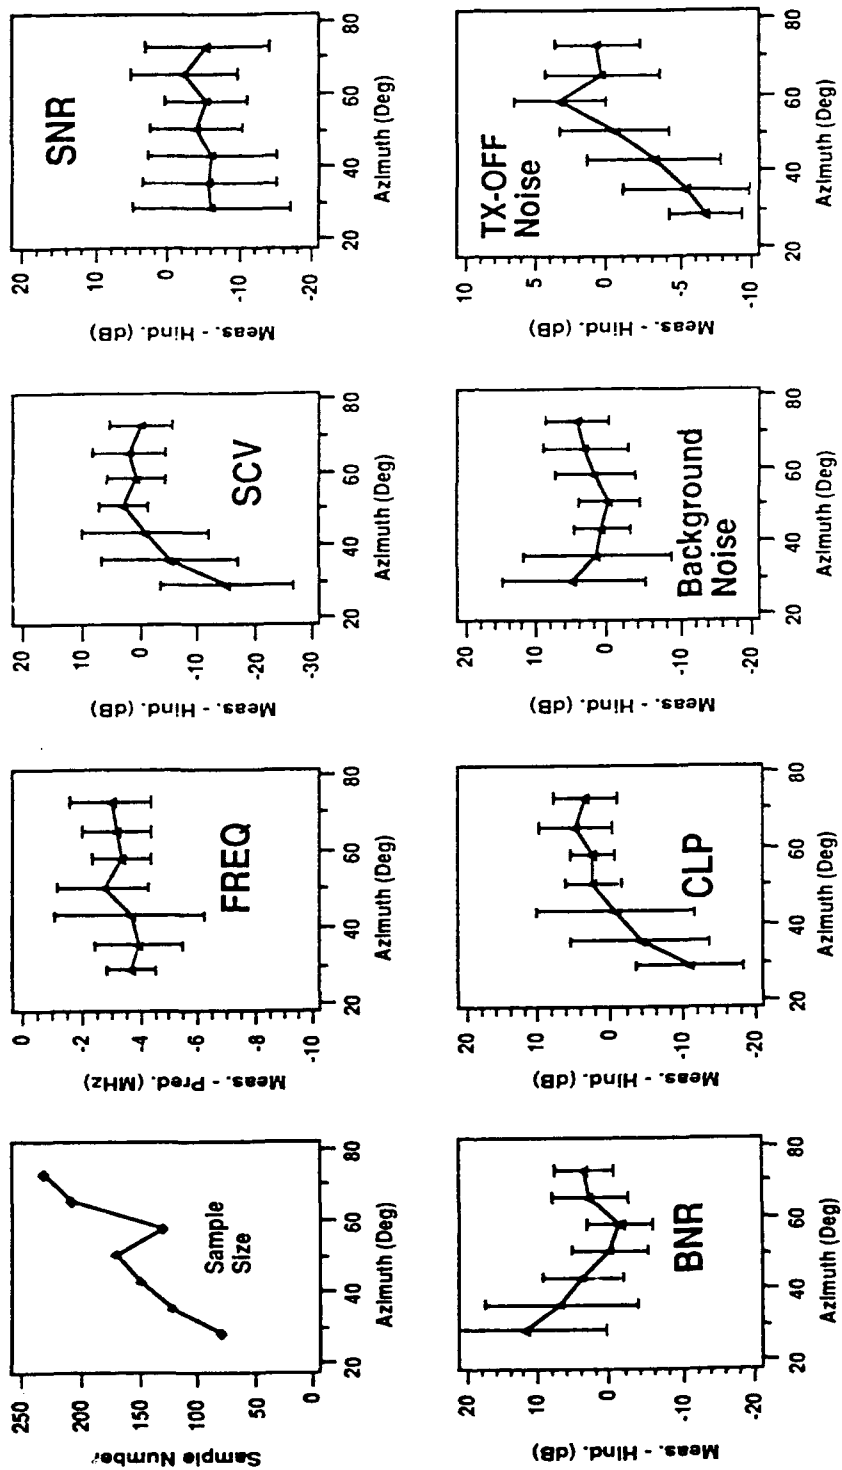 Sample Number
250
200
150
100
50
0
Sample
Size
20
40
60
80
Azimuth (Deg)
Meas. - Pred. (MHz)
0
-2
-4
-6
-8
-10
FREQ
20
40
60
80
Azimuth (Deg)
Meas. - Hind. (dB)
20
10
0
-10
-20
-30
SCV
20
40
60
80
Azimuth (Deg)
Meas. - Hind. (dB)
20
10
0
-10
-20
SNR
20
40
60
80
Azimuth (Deg)
Meas. - Hind. (dB)
20
10
0
-10
-20
BNR
20
40
60
80
Azimuth (Deg)
Meas. - Hind. (dB)
20
10
0
-10
-20
CLP
20
40
60
80
Azimuth (Deg)
Meas. - Hind. (dB)
20
10
0
-10
-20
Background
Noise
20
40
60
80
Azimuth (Deg)
Meas. - Hind. (dB)
10
5
0
-5
-10
TX-OFF
Noise
20
40
60
80
Azimuth (Deg)